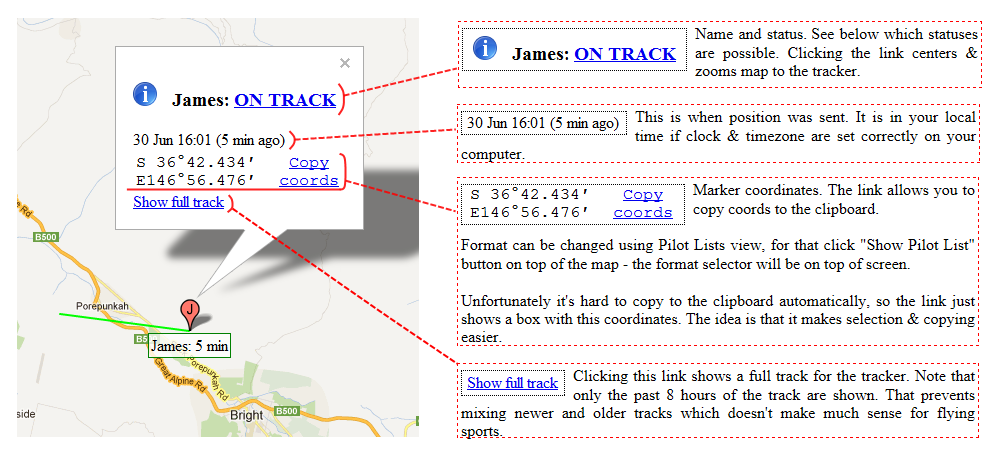 ×
James: ON TRACK
30 Jun 16:01 (5 min ago)
S 36°42.434′ Copy
E146°56.476′ coords
Show full track
ne Rd
B500
Porepunkah
J
B5
James: 5 min
Porepunkah Rd
Great Alpine Rd
side
Bright
B500
James: ON TRACK
Name and status. See below which statuses
are possible. Clicking the link centers &
zooms map to the tracker.
30 Jun 16:01 (5 min ago)
This is when position was sent. It is in your local
time if clock & timezone are set correctly on your
computer.
S 36°42.434′ Copy
E146°56.476′ coords
Marker coordinates. The link allows you to
copy coords to the clipboard.
Format can be changed using Pilot Lists view, for that click "Show Pilot List"
button on top of the map - the format selector will be on top of screen.
Unfortunately it's hard to copy to the clipboard automatically, so the link just
shows a box with this coordinates. The idea is that it makes selection & copying
easier.
Show full track
Clicking this link shows a full track for the tracker. Note that
only the past 8 hours of the track are shown. That prevents
mixing newer and older tracks which doesn't make much sense for flying
sports.